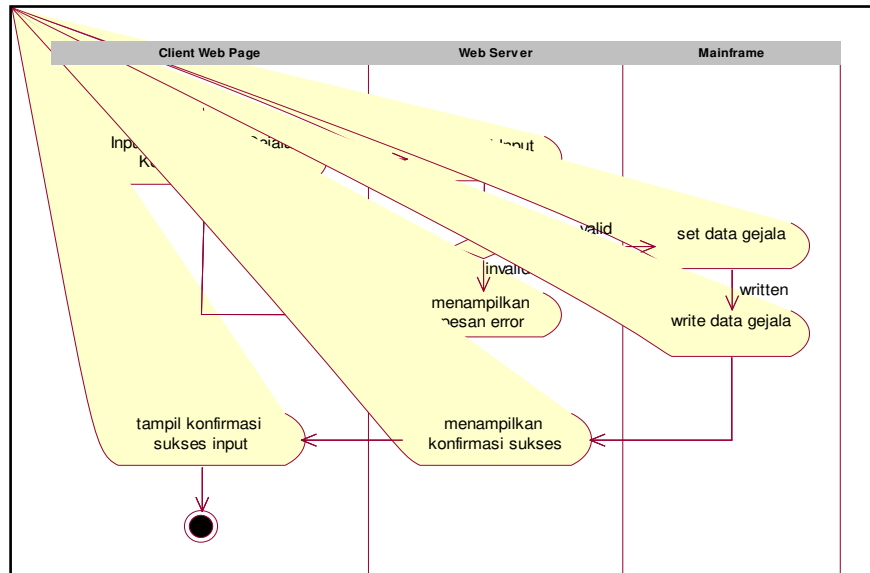 Client Web Page
Web Server
Mainframe
Input
valid
set data gejala
invalid
written
menampilkan
pesan error
write data gejala
tampil konfirmasi
sukses input
menampilkan
konfirmasi sukses